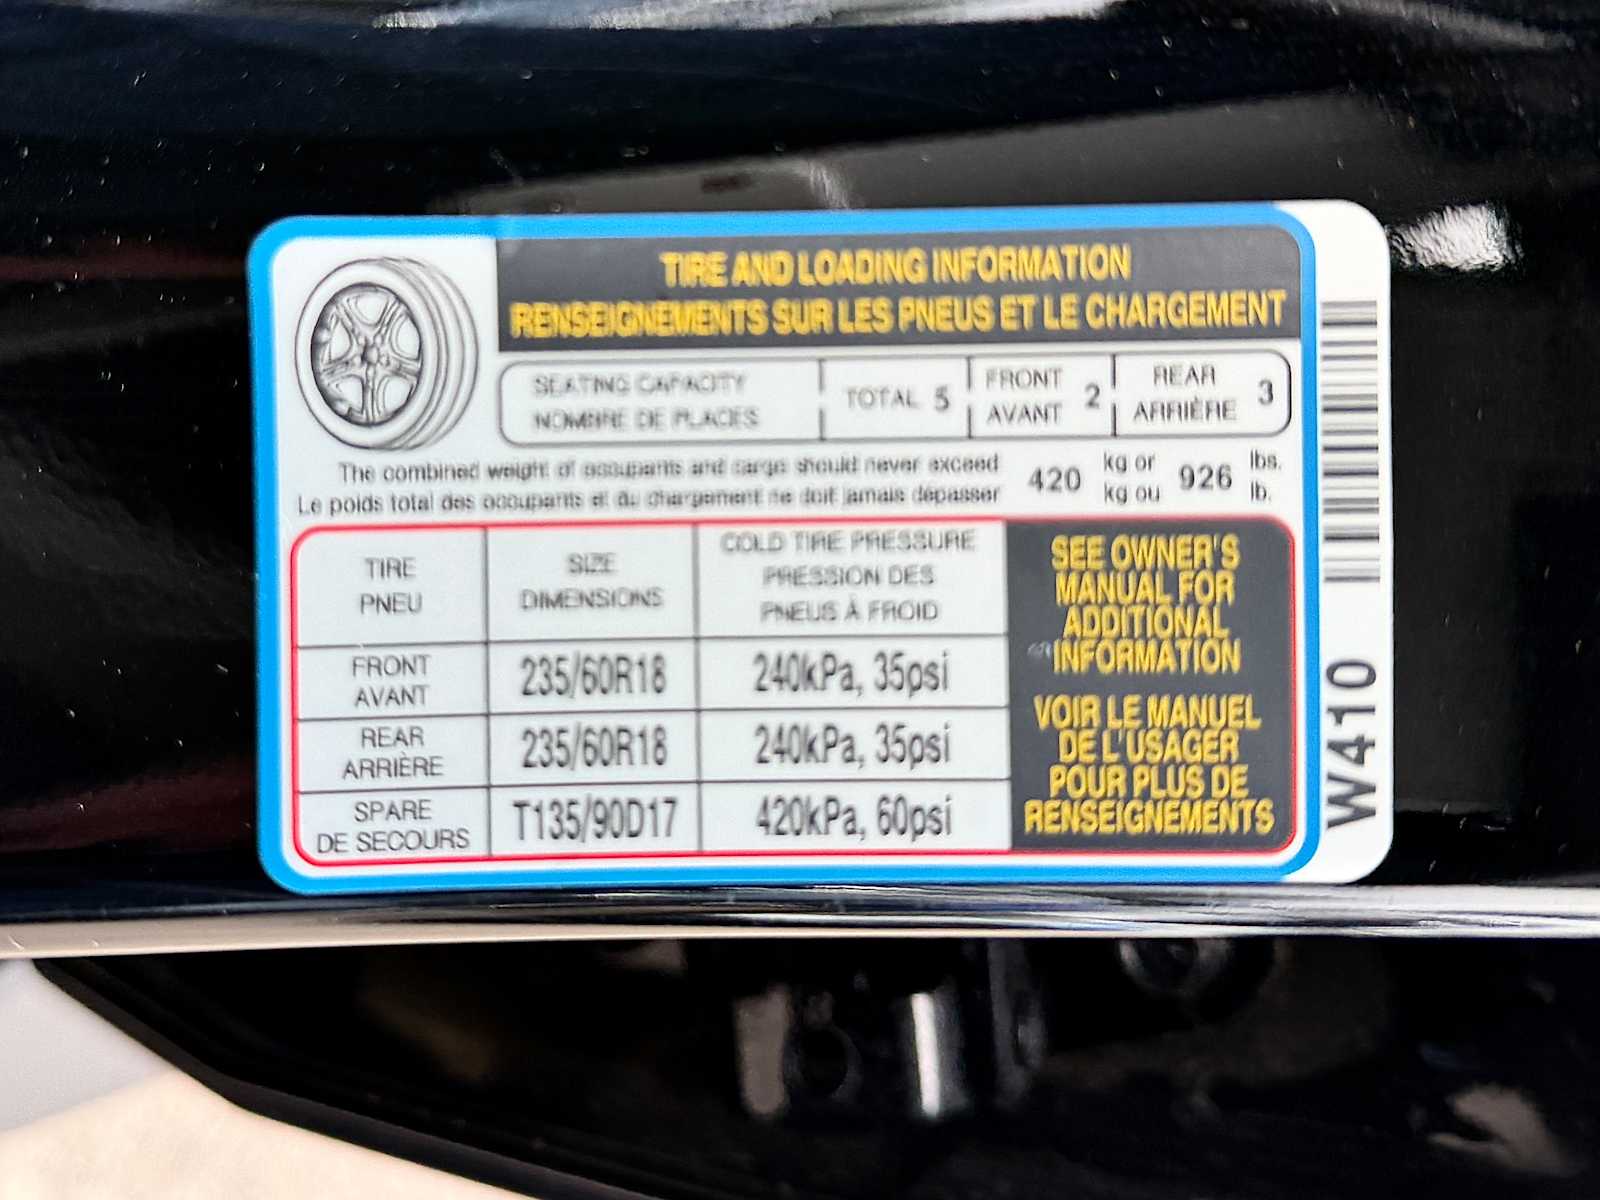 TIRE AND LOADING INFORMATION
RENSEIGNEMENTS SUR LES PNEUS ET LE CHARGEMENT
SEATING CAPACITY
NOMBRE DE PLACES
TOTAL 5
FRONT
AVANT
2
REAR
ARRIÈRE
3
The combined weight of occupants and cargo should never exceed
Le poids total des occupants et du chargement ne doit jamais dépasser
420
kg or
kg ou
926
lbs.
lb.
TIRE
PNEU
SIZE
DIMENSIONS
COLD TIRE PRESSURE
PRESSION DES
PNEUS À FROID
FRONT
AVANT
235/60R18
240kPa, 35psi
REAR
ARRIÈRE
235/60R18
240kPa, 35psi
SPARE
DE SECOURS
T135/90D17
420kPa, 60psi
SEE OWNER'S
MANUAL FOR
ADDITIONAL
INFORMATION
VOIR LE MANUEL
DE L'USAGER
POUR PLUS DE
RENSEIGNEMENTS
W410